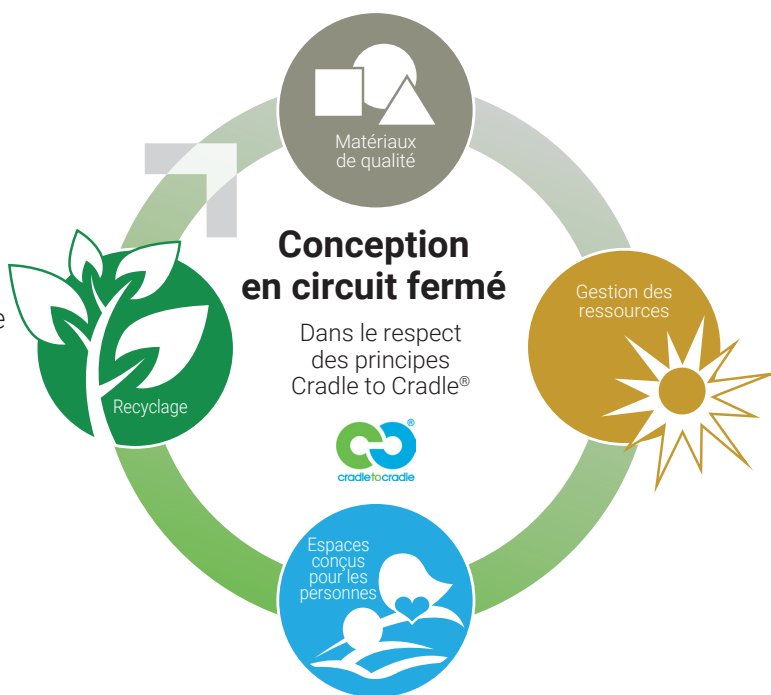 Matériaux
de qualité
Conception
en circuit fermé
Dans le respect
des principes
Cradle to Cradle®
®
cradletocradle
Gestion des
ressources
e
Recyclage
Espaces
conçus
pour les
personnes